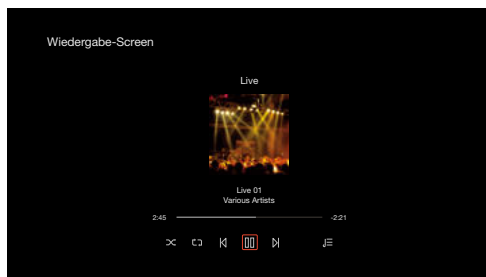 Wiedergabe-Screen
Live
Live 01
Various Artists
2:45 -2:21